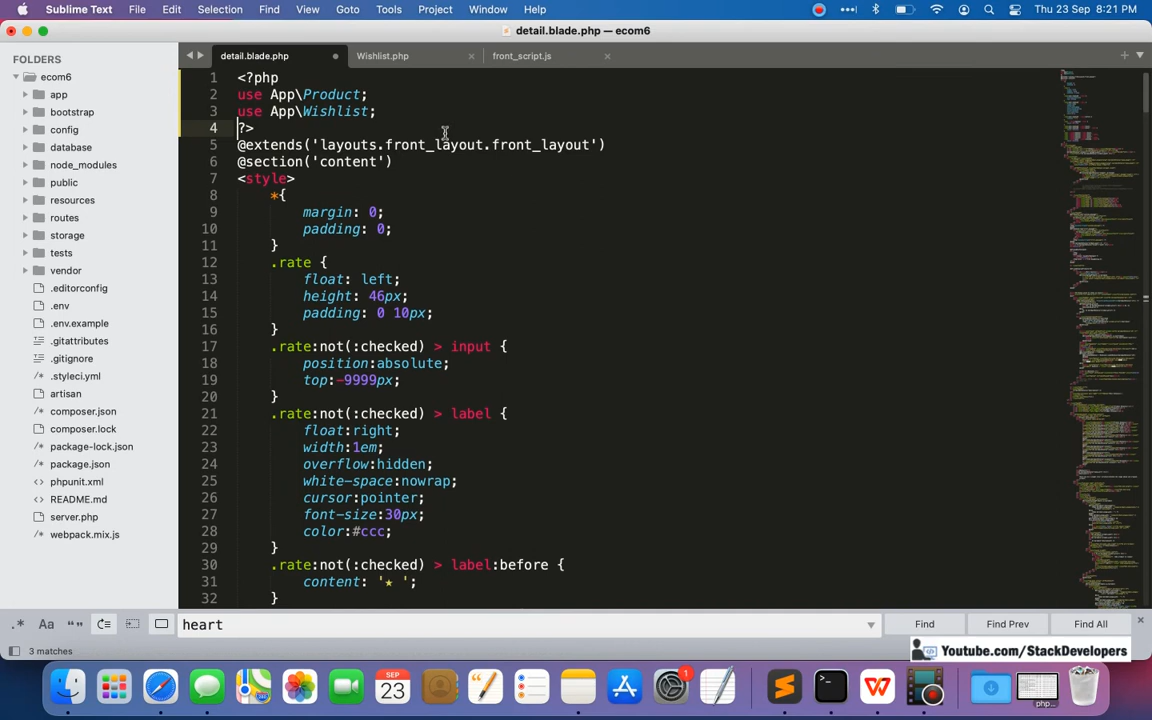 Sublime Text File Edit Selection Find View Goto Tools Project Window Help Thu 23 Sep 8:21 PM
detail.blade.php — ecom6
FOLDERS
ecom6
app
bootstrap
config
database
node_modules
public
resources
routes
storage
tests
vendor
.editorconfig
.env
.env.example
.gitattributes
.gitignore
/* .styleci.yml
artisan
/* composer.json
composer.lock
/* package-lock.json
/* package.json
<> phpunit.xml
<> README.md
server.php
/* webpack.mix.js
detail.blade.php Wishlist.php front_script.js
1 <?php
2 use App\Product;
3 use App\Wishlist;
4 ?>
5 @extends('layouts.front_layout.front_layout')
6 @section('content')
7 <style>
8 *{
9 margin: 0;
10 padding: 0;
11 }
12 .rate {
13 float: left;
14 height: 46px;
15 padding: 0 10px;
16 }
17 .rate:not(:checked) > input {
18 position:absolute;
19 top:-9999px;
20 }
21 .rate:not(:checked) > label {
22 float:right;
23 width:1em;
24 overflow:hidden;
25 white-space:nowrap;
26 cursor:pointer;
27 font-size:30px;
28 color:#ccc;
29 }
30 .rate:not(:checked) > label:before {
31 content: '★ ';
32 }
.* Aa “” heart Find Find Prev Find All
3 matches
Youtube.com/StackDevelopers
SEP
23
1
>_
php...